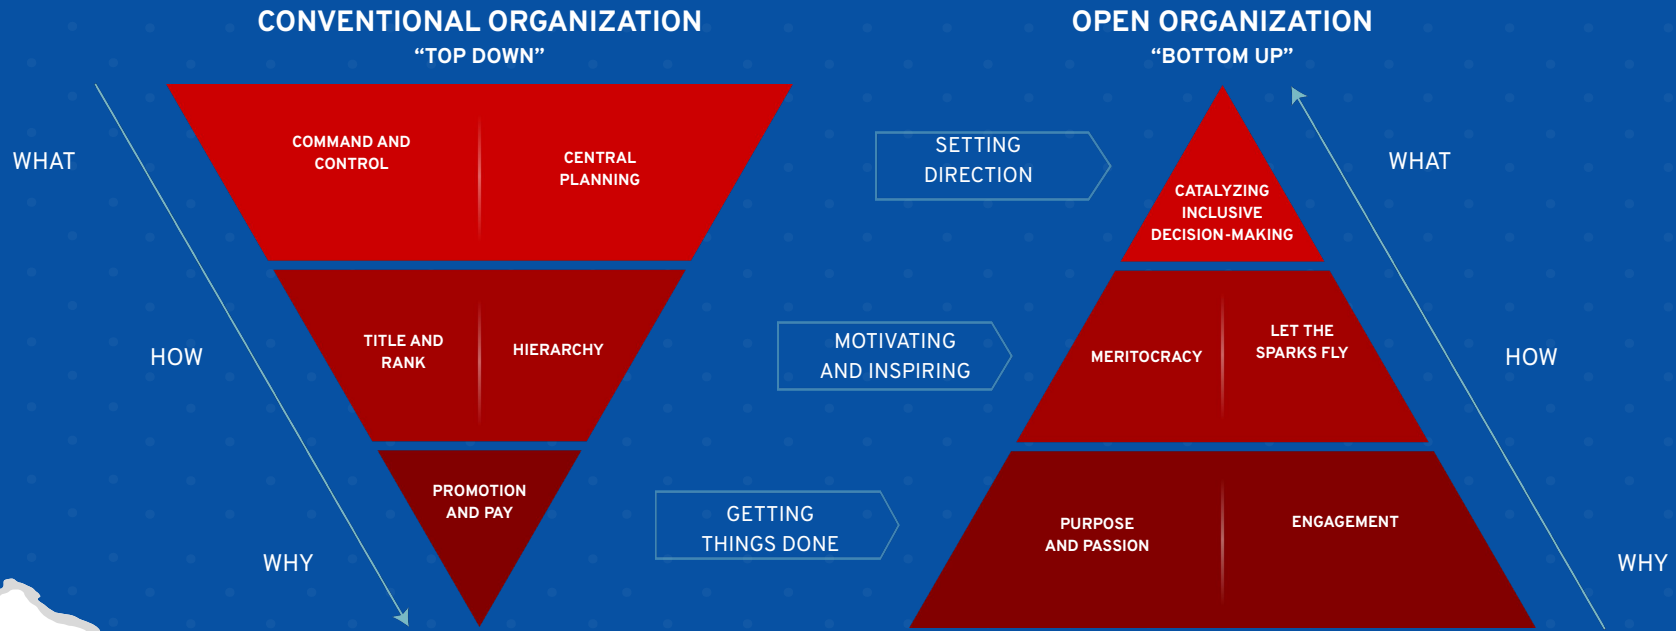 CONVENTIONAL ORGANIZATION
“TOP DOWN”
WHAT
COMMAND AND
CONTROL
CENTRAL
PLANNING
HOW
TITLE AND
RANK
HIERARCHY
WHY
PROMOTION
AND PAY
SETTING
DIRECTION
MOTIVATING
AND INSPIRING
GETTING
THINGS DONE
OPEN ORGANIZATION
“BOTTOM UP”
CATALYZING
INCLUSIVE
DECISION-MAKING
WHAT
MERITOCRACY
LET THE
SPARKS FLY
HOW
PURPOSE
AND PASSION
ENGAGEMENT
WHY